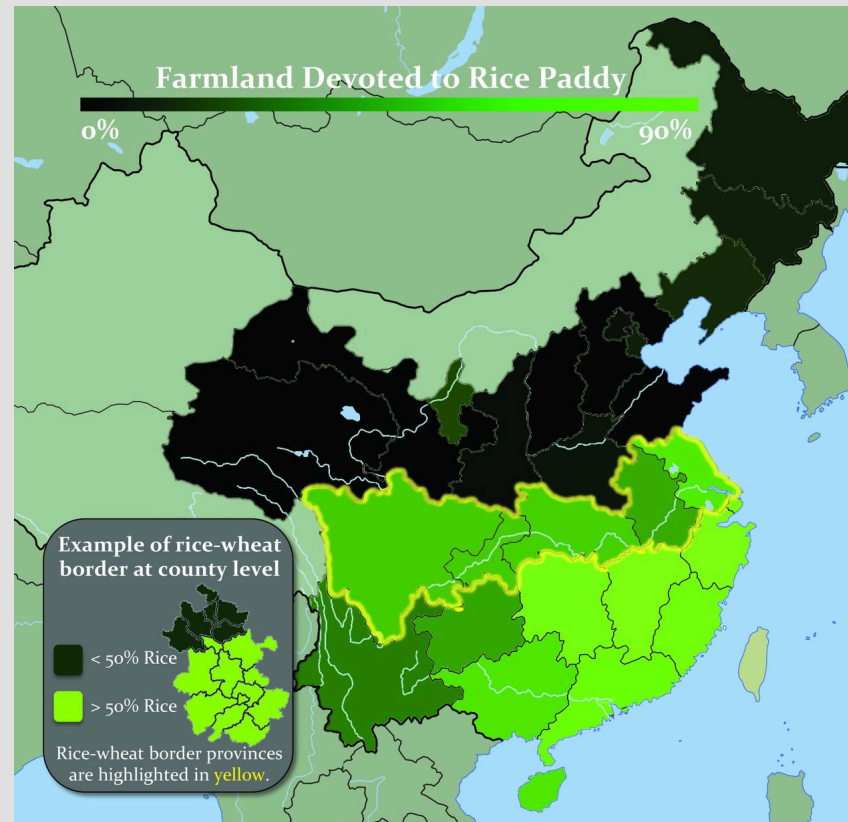 Farmland Devoted to Rice Paddy
0%
90%
Example of rice-wheat
border at county level
< 50% Rice
> 50% Rice
Rice-wheat border provinces
are highlighted in yellow.